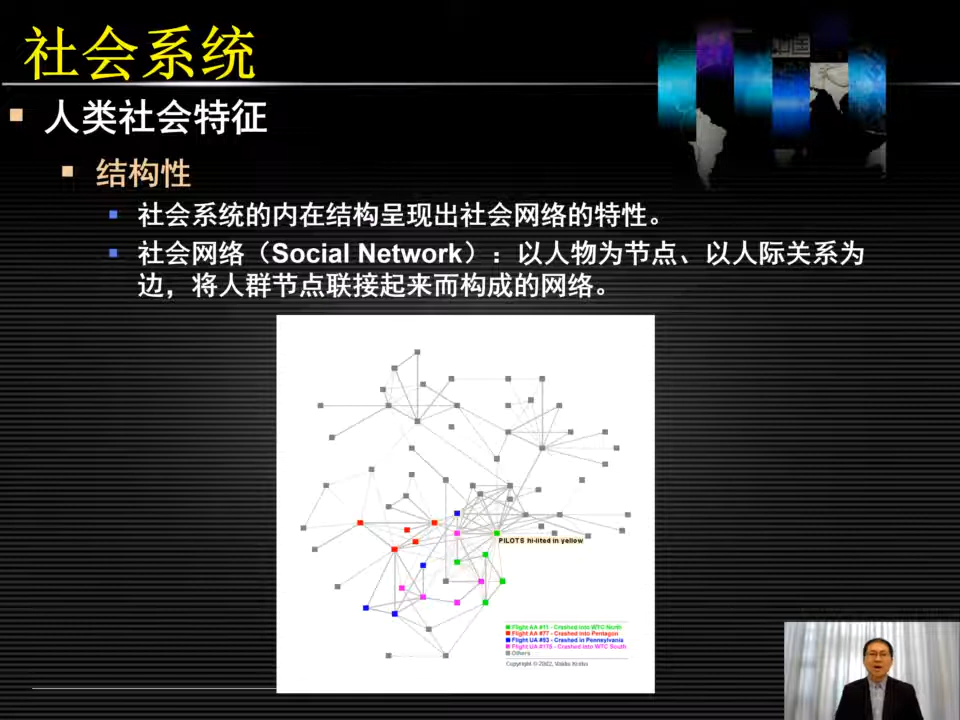 社会系统
人类社会特征
结构性
社会系统的内在结构呈现出社会网络的特性。
社会网络（Social Network）：以人物为节点、以人际关系为
边，将人群节点联接起来而构成的网络。
PILOTS hi-lited in yellow
Flight AA #11 - Crashed into WTC North
Flight AA #77 - Crashed into Pentagon
Flight UA #93 - Crashed in Pennsylvania
Flight UA #175 - Crashed into WTC South
Others
Copyright © 2002, Valdis Krebs